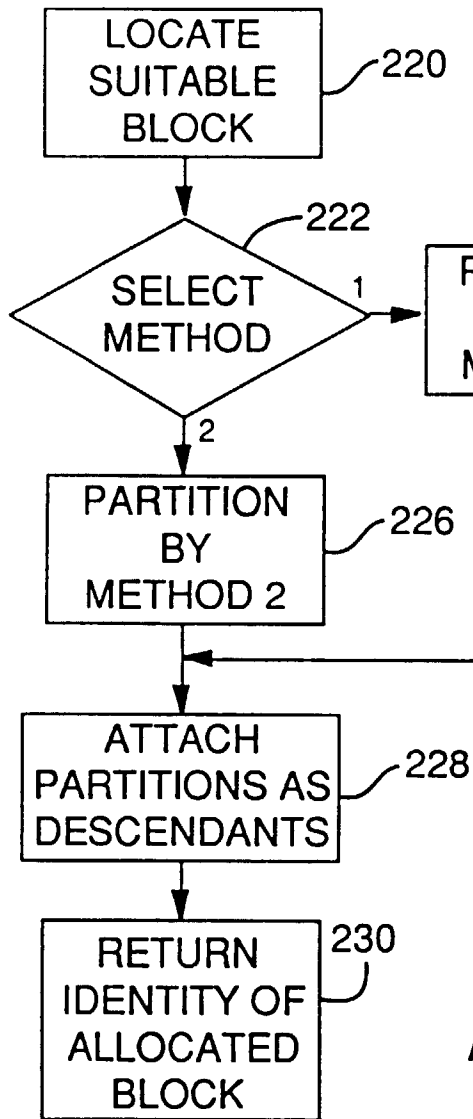 LOCATE
SUITABLE
BLOCK
220
222
SELECT
METHOD
1
2
PARTITION
BY
METHOD 2
226
ATTACH
PARTITIONS AS
DESCENDANTS
228
RETURN
IDENTITY OF
ALLOCATED
BLOCK
230